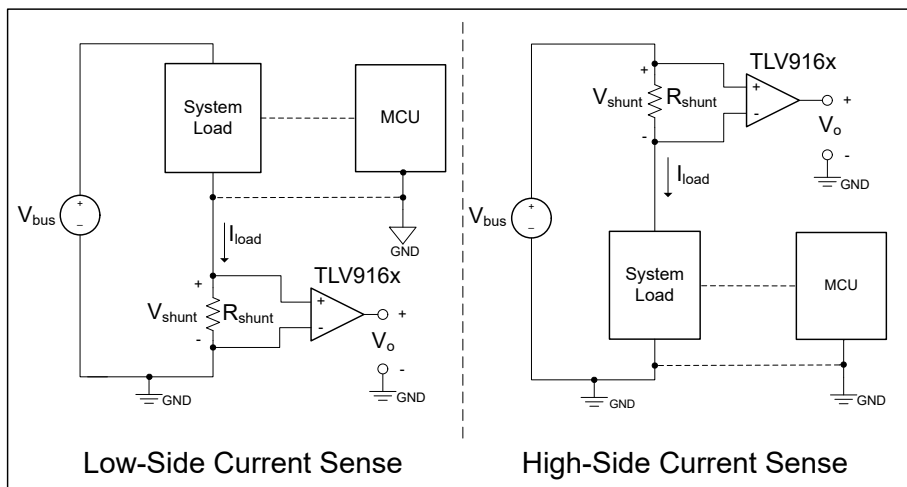 System
Load
MCU
V_bus
+
–
I_load
GND
TLV916x
+
V_shunt
R_shunt
-
+
-
+
V_o
-
GND
GND
Low-Side Current Sense
TLV916x
+
V_shunt
R_shunt
-
+
-
+
V_o
-
GND
I_load
V_bus
+
–
System
Load
MCU
GND
GND
High-Side Current Sense